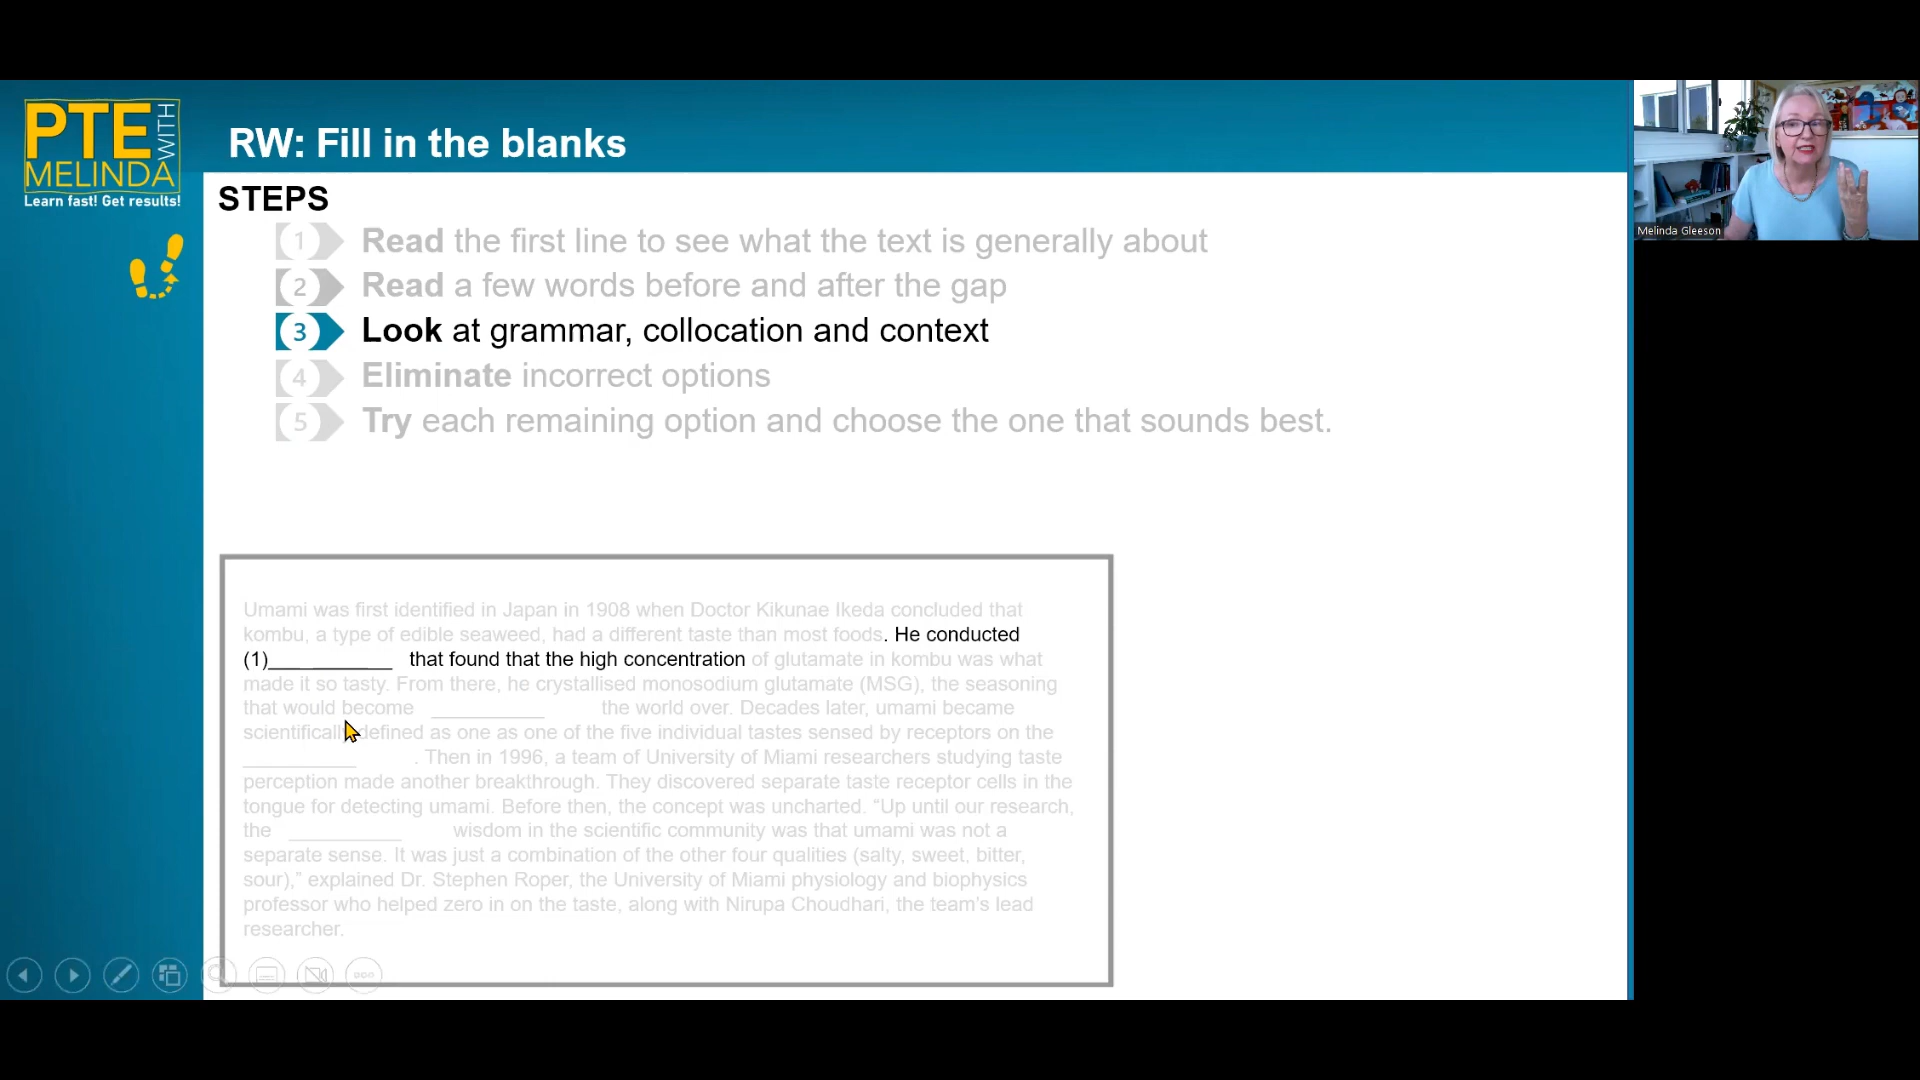 PTE WITH
MELINDA
Learn fast! Get results!
RW: Fill in the blanks
Melinda Gleeson
STEPS
1 Read the first line to see what the text is generally about
2 Read a few words before and after the gap
3 Look at grammar, collocation and context
4 Eliminate incorrect options
5 Try each remaining option and choose the one that sounds best.
Umami was first identified in Japan in 1908 when Doctor Kikunae Ikeda concluded that
kombu, a type of edible seaweed, had a different taste than most foods. He conducted
(1)___________ that found that the high concentration of glutamate in kombu was what
made it so tasty. From there, he crystallised monosodium glutamate (MSG), the seasoning
that would become __________ the world over. Decades later, umami became
scientifically defined as one as one of the five individual tastes sensed by receptors on the
__________ . Then in 1996, a team of University of Miami researchers studying taste
perception made another breakthrough. They discovered separate taste receptor cells in the
tongue for detecting umami. Before then, the concept was uncharted. “Up until our research,
the __________ wisdom in the scientific community was that umami was not a
separate sense. It was just a combination of the other four qualities (salty, sweet, bitter,
sour),” explained Dr. Stephen Roper, the University of Miami physiology and biophysics
professor who helped zero in on the taste, along with Nirupa Choudhari, the team’s lead
researcher.